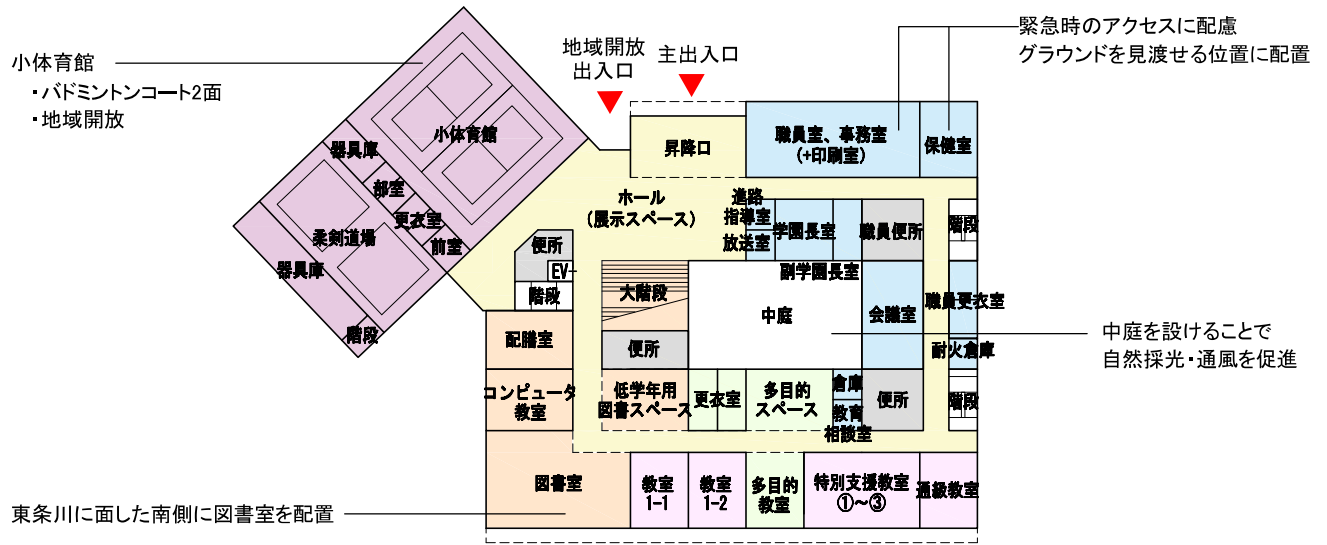 緊急時のアクセスに配慮
グラウンドを見渡せる位置に配置
地域開放
出入口
主出入口
小体育館
・バドミントンコート2面
・地域開放
小体育館
器具庫
部室
更衣室
前室
柔剣道場
器具庫
階段
昇降口
職員室、事務室
(+印刷室)
保健室
ホール
(展示スペース)
進路
指導室
放送室
学園長室
職員便所
階段
便所
EV
階段
大階段
副学園長室
中庭
会議室
職員更衣室
耐火倉庫
中庭を設けることで
自然採光・通風を促進
配膳室
便所
コンピュータ
教室
低学年用
図書スペース
更衣室
多目的
スペース
倉庫
教育
相談室
便所
階段
図書室
教室
1-1
教室
1-2
多目的
教室
特別支援教室
①～③
通級教室
東条川に面した南側に図書室を配置